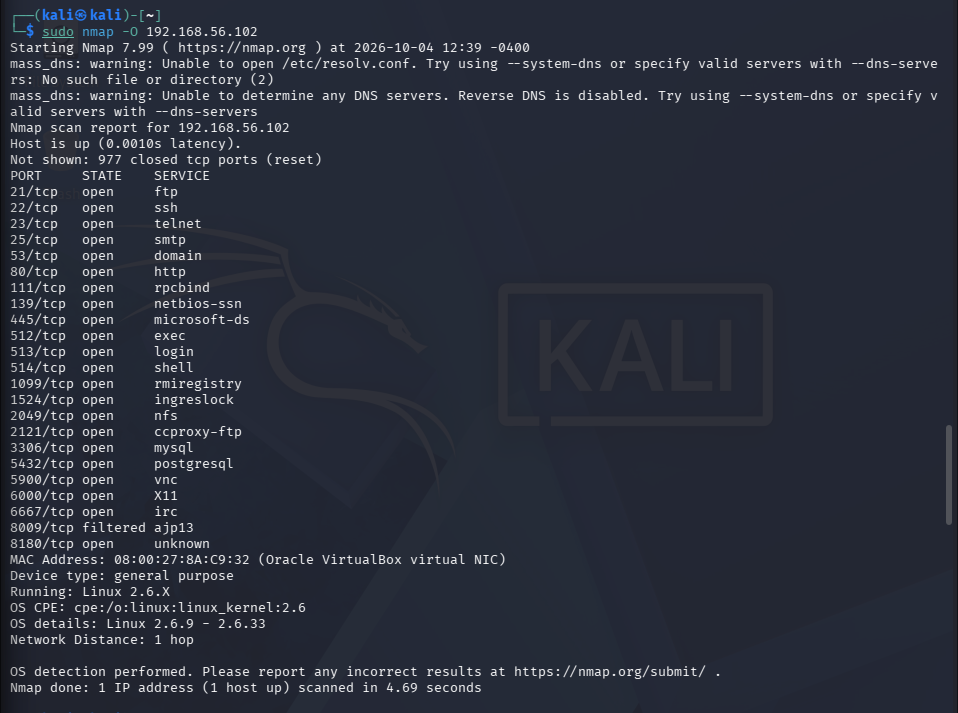 ┌──(kali㉿kali)-[~]
└─$ sudo nmap -O 192.168.56.102
Starting Nmap 7.99 ( https://nmap.org ) at 2026-10-04 12:39 -0400
mass_dns: warning: Unable to open /etc/resolv.conf. Try using --system-dns or specify valid servers with --dns-serve
rs: No such file or directory (2)
mass_dns: warning: Unable to determine any DNS servers. Reverse DNS is disabled. Try using --system-dns or specify v
alid servers with --dns-servers
Nmap scan report for 192.168.56.102
Host is up (0.0010s latency).
Not shown: 977 closed tcp ports (reset)
PORT     STATE    SERVICE
21/tcp   open     ftp
22/tcp   open     ssh
23/tcp   open     telnet
25/tcp   open     smtp
53/tcp   open     domain
80/tcp   open     http
111/tcp  open     rpcbind
139/tcp  open     netbios-ssn
445/tcp  open     microsoft-ds
512/tcp  open     exec
513/tcp  open     login
514/tcp  open     shell
1099/tcp open     rmiregistry
1524/tcp open     ingreslock
2049/tcp open     nfs
2121/tcp open     ccproxy-ftp
3306/tcp open     mysql
5432/tcp open     postgresql
5900/tcp open     vnc
6000/tcp open     X11
6667/tcp open     irc
8009/tcp filtered ajp13
8180/tcp open     unknown
MAC Address: 08:00:27:8A:C9:32 (Oracle VirtualBox virtual NIC)
Device type: general purpose
Running: Linux 2.6.X
OS CPE: cpe:/o:linux:linux_kernel:2.6
OS details: Linux 2.6.9 - 2.6.33
Network Distance: 1 hop

OS detection performed. Please report any incorrect results at https://nmap.org/submit/ .
Nmap done: 1 IP address (1 host up) scanned in 4.69 seconds
KALI